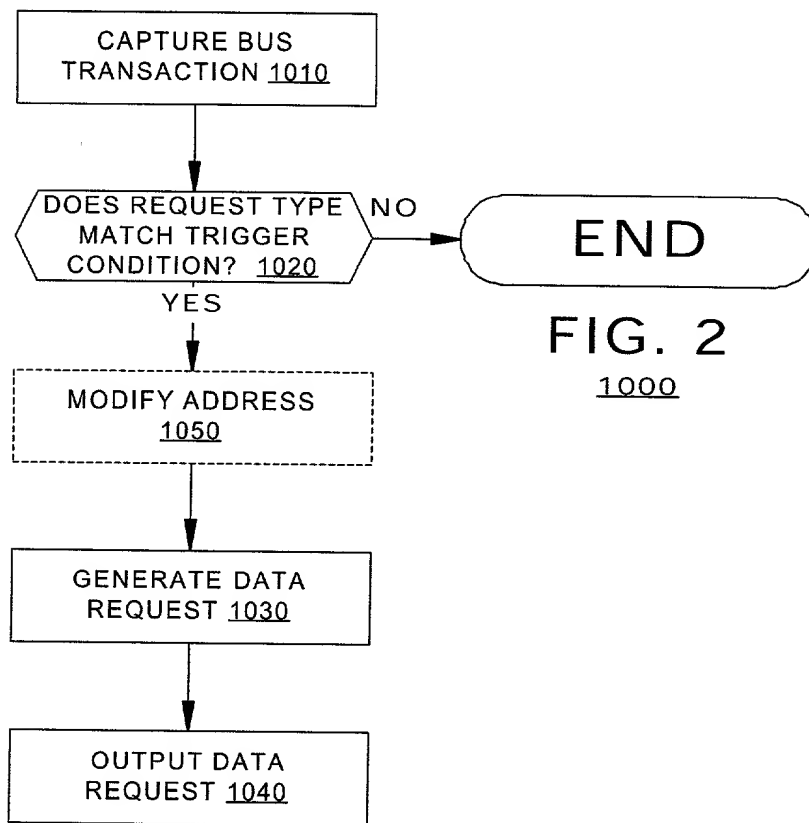 CAPTURE BUS
TRANSACTION 1010
DOES REQUEST TYPE
MATCH TRIGGER
CONDITION? 1020
NO
END
YES
FIG. 2
1000
MODIFY ADDRESS
1050
GENERATE DATA
REQUEST 1030
OUTPUT DATA
REQUEST 1040